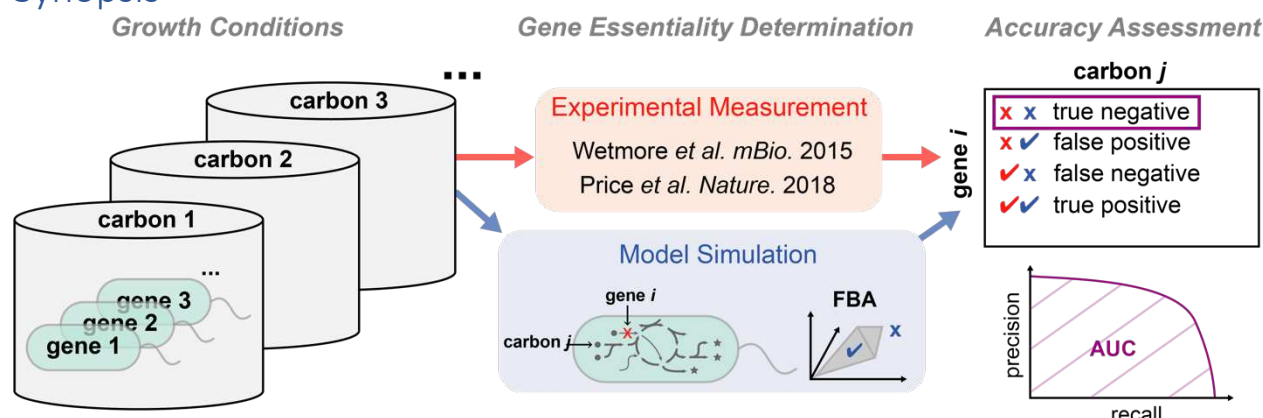 Synopsis
Growth Conditions
Gene Essentiality Determination
Accuracy Assessment
...
carbon 3
carbon 2
carbon 1
...
gene 3
gene 2
gene 1
Experimental Measurement
Wetmore et al. mBio. 2015
Price et al. Nature. 2018
Model Simulation
gene i
carbon j
x
FBA
x
✓
carbon j
gene i
x x true negative
x ✓ false positive
✓ x false negative
✓✓ true positive
precision
AUC
recall